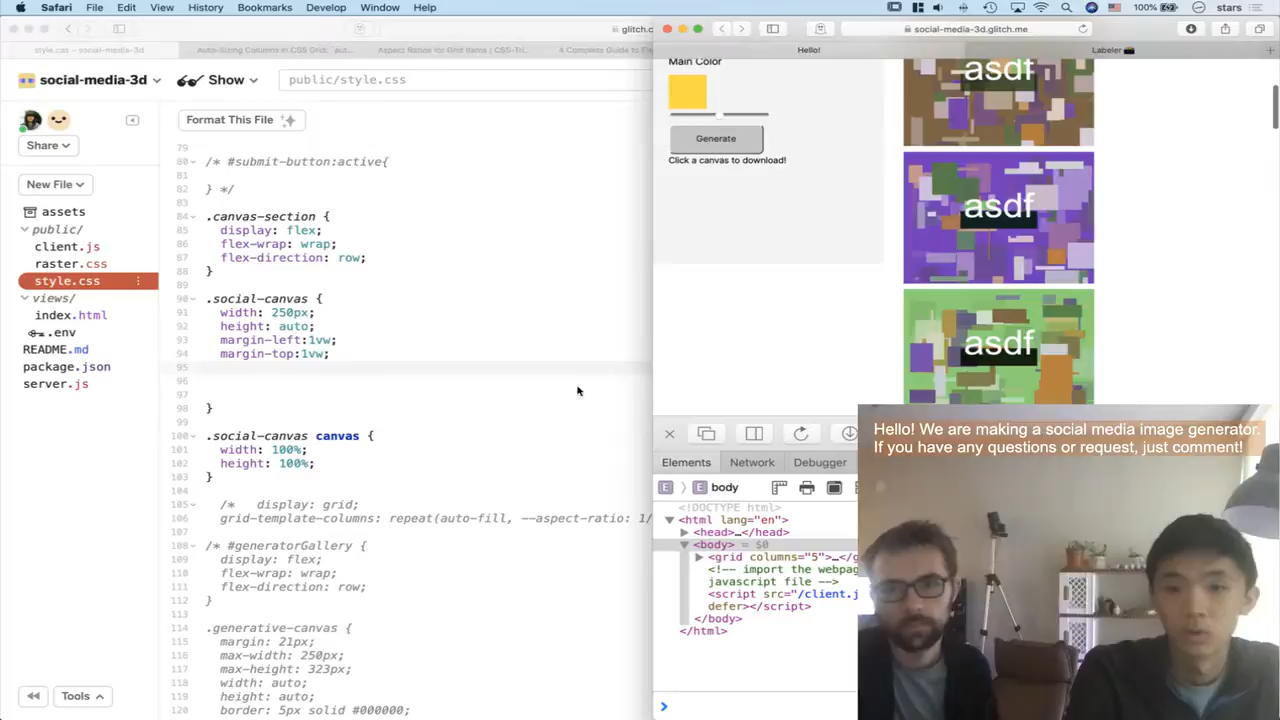 Safari File Edit View History Bookmarks Develop Window Help
100% stars
glitch.c
style.css – social-media-3d
Auto-Sizing Columns in CSS Grid: `aut...
Aspect Ratios for Grid Items | CSS-Tri...
social-media-3d
Show
public/style.css
Format This File
Share
New File
assets
public/
client.js
raster.css
style.css
views/
index.html
.env
README.md
package.json
server.js
Tools
79
80 /* #submit-button:active{
81
82 } */
84 .canvas-section {
85 display: flex;
86 flex-wrap: wrap;
87 flex-direction: row;
88 }
90 .social-canvas {
91 width: 250px;
92 height: auto;
93 margin-left:1vw;
94 margin-top:1vw;
95
96
97
98 }
100 .social-canvas canvas {
101 width: 100%;
102 height: 100%;
103 }
104
105 /* display: grid;
106 grid-template-columns: repeat(auto-fill, --aspect-ratio: 1/
107
108 /* #generatorGallery {
109 display: flex;
110 flex-wrap: wrap;
111 flex-direction: row;
112 }
113
114 .generative-canvas {
115 margin: 21px;
116 max-width: 250px;
117 max-height: 323px;
118 width: auto;
119 height: auto;
120 border: 5px solid #000000;
social-media-3d.glitch.me
Hello!
Labeler
Main Color
Generate
Click a canvas to download!
asdf
asdf
asdf
Elements Network Debugger
E E body
<!DOCTYPE html>
<html lang="en">
<head>…</head>
<body> = $0
<grid columns="5">…</g
<!-- import the webpag
javascript file -->
<script src="/client.j
defer></script>
</body>
</html>
Hello! We are making a social media image generator.
If you have any questions or request, just comment!